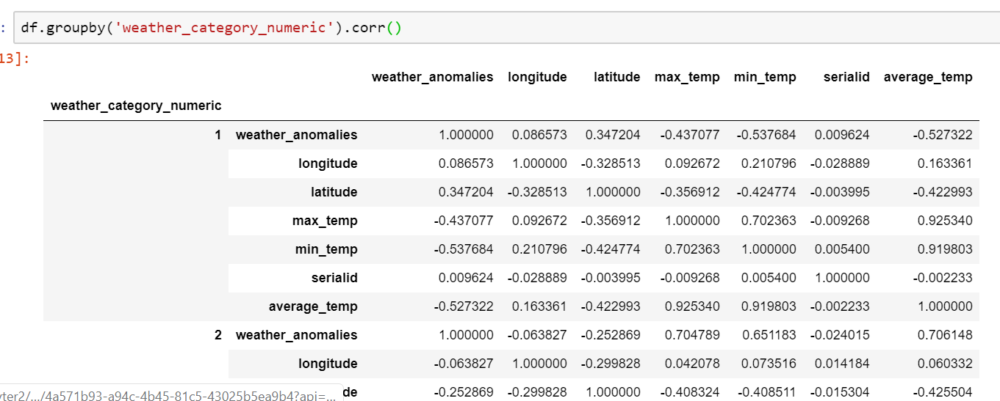 : df.groupby('weather_category_numeric').corr()
13]:
weather_anomalies longitude latitude max_temp min_temp serialid average_temp
weather_category_numeric
1 weather_anomalies 1.000000 0.086573 0.347204 -0.437077 -0.537684 0.009624 -0.527322
longitude 0.086573 1.000000 -0.328513 0.092672 0.210796 -0.028889 0.163361
latitude 0.347204 -0.328513 1.000000 -0.356912 -0.424774 -0.003995 -0.422993
max_temp -0.437077 0.092672 -0.356912 1.000000 0.702363 -0.009268 0.925340
min_temp -0.537684 0.210796 -0.424774 0.702363 1.000000 0.005400 0.919803
serialid 0.009624 -0.028889 -0.003995 -0.009268 0.005400 1.000000 -0.002233
average_temp -0.527322 0.163361 -0.422993 0.925340 0.919803 -0.002233 1.000000
2 weather_anomalies 1.000000 -0.063827 -0.252869 0.704789 0.651183 -0.024015 0.706148
longitude -0.063827 1.000000 -0.299828 0.042078 0.073516 0.014184 0.060332
de -0.252869 -0.299828 1.000000 -0.408324 -0.408511 -0.015304 -0.425504
yter2/.../4a571b93-a94c-4b45-81c5-43025b5ea9b4?api=...